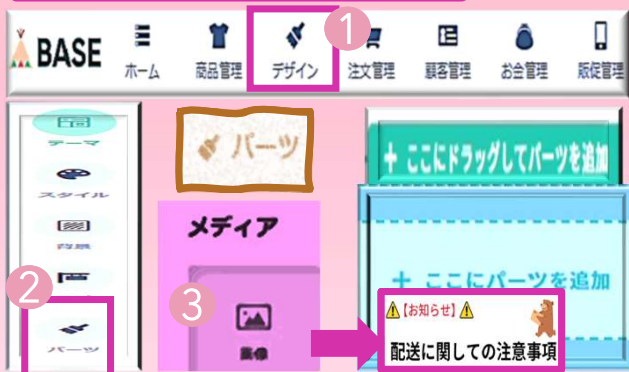 BASE
ホーム
商品管理
デザイン
1
注文管理
顧客管理
お金管理
販促管理
テーマ
スタイル
背景
2
パーツ
パーツ
メディア
3
画像
+ ここにドラッグしてパーツを追加
+ ここにパーツを追加
⚠【お知らせ】⚠
配送に関しての注意事項